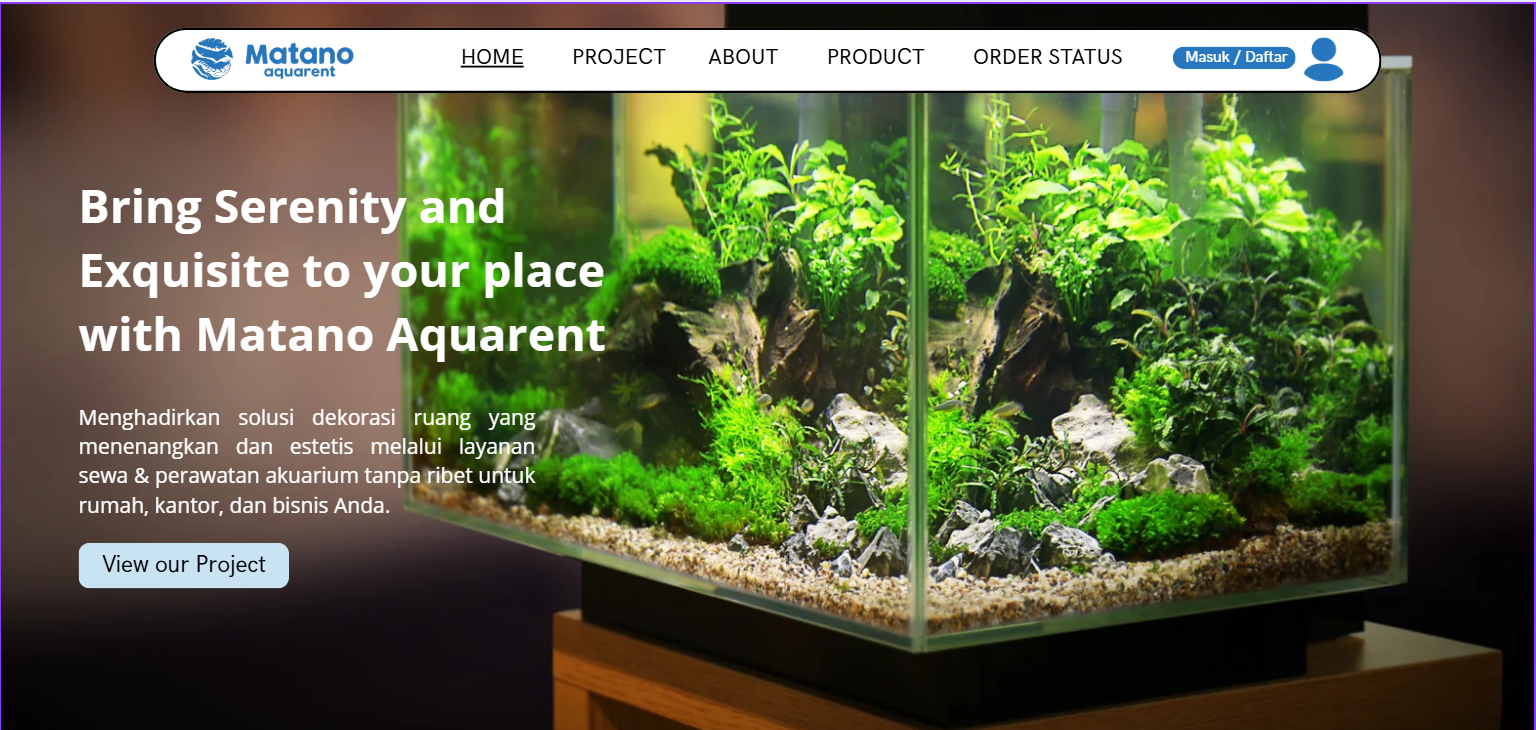 Matano
aquarent
HOME
PROJECT
ABOUT
PRODUCT
ORDER STATUS
Masuk / Daftar
Bring Serenity and
Exquisite to your place
with Matano Aquarent
Menghadirkan solusi dekorasi ruang yang
menenangkan dan estetis melalui layanan
sewa & perawatan akuarium tanpa ribet untuk
rumah, kantor, dan bisnis Anda.
View our Project